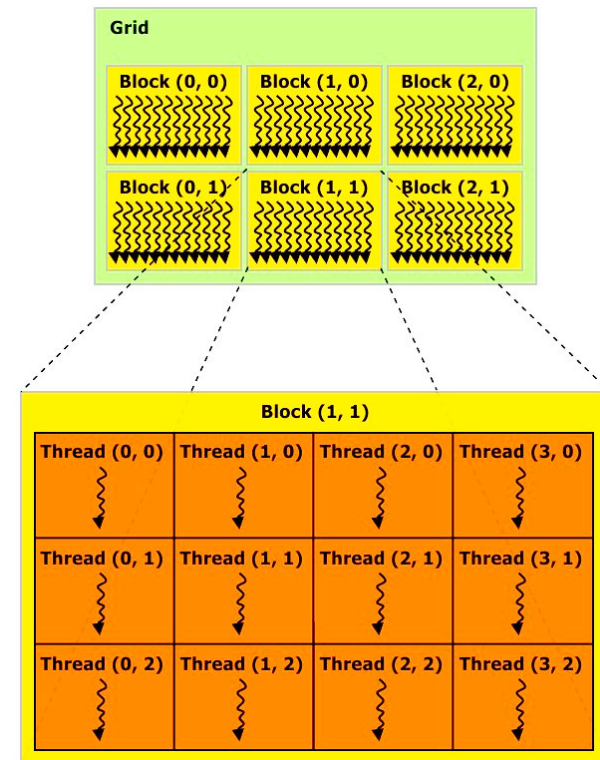 Grid
Block (0, 0) Block (1, 0) Block (2, 0)
Block (0, 1) Block (1, 1) Block (2, 1)
Block (1, 1)
Thread (0, 0) Thread (1, 0) Thread (2, 0) Thread (3, 0)
Thread (0, 1) Thread (1, 1) Thread (2, 1) Thread (3, 1)
Thread (0, 2) Thread (1, 2) Thread (2, 2) Thread (3, 2)